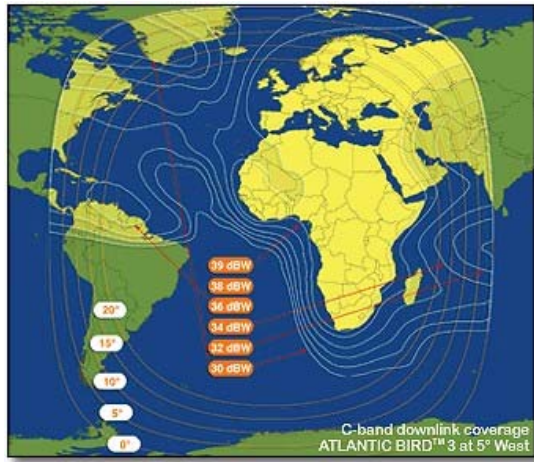 39 dBW
38 dBW
36 dBW
34 dBW
32 dBW
30 dBW
20°
15°
10°
5°
0°
C-band downlink coverage
ATLANTIC BIRD™ 3 at 5° West